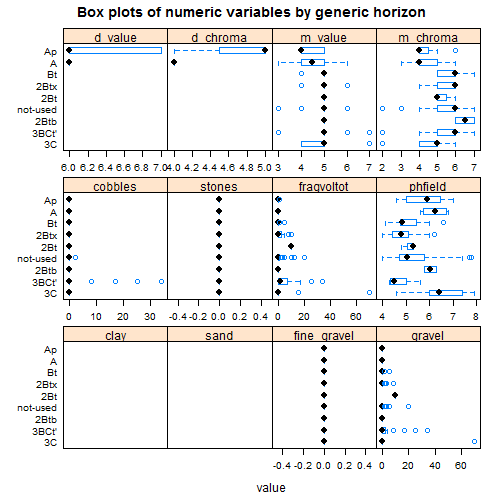 Box plots of numeric variables by generic horizon
d_value d_chroma m_value m_chroma
Ap
A
Bt
2Btx
2Bt
not-used
2Btb
3BCt'
3C
6.0 6.2 6.4 6.6 6.8 7.0 4.0 4.2 4.4 4.6 4.8 5.0 3 4 5 6 7 2 3 4 5 6 7
cobbles stones fragvoltot phfield
Ap
A
Bt
2Btx
2Bt
not-used
2Btb
3BCt'
3C
0 10 20 30 -0.4 -0.2 0.0 0.2 0.4 0 20 40 60 4 5 6 7 8
clay sand fine_gravel gravel
Ap
A
Bt
2Btx
2Bt
not-used
2Btb
3BCt'
3C
-0.4 -0.2 0.0 0.2 0.4 0 20 40 60
value